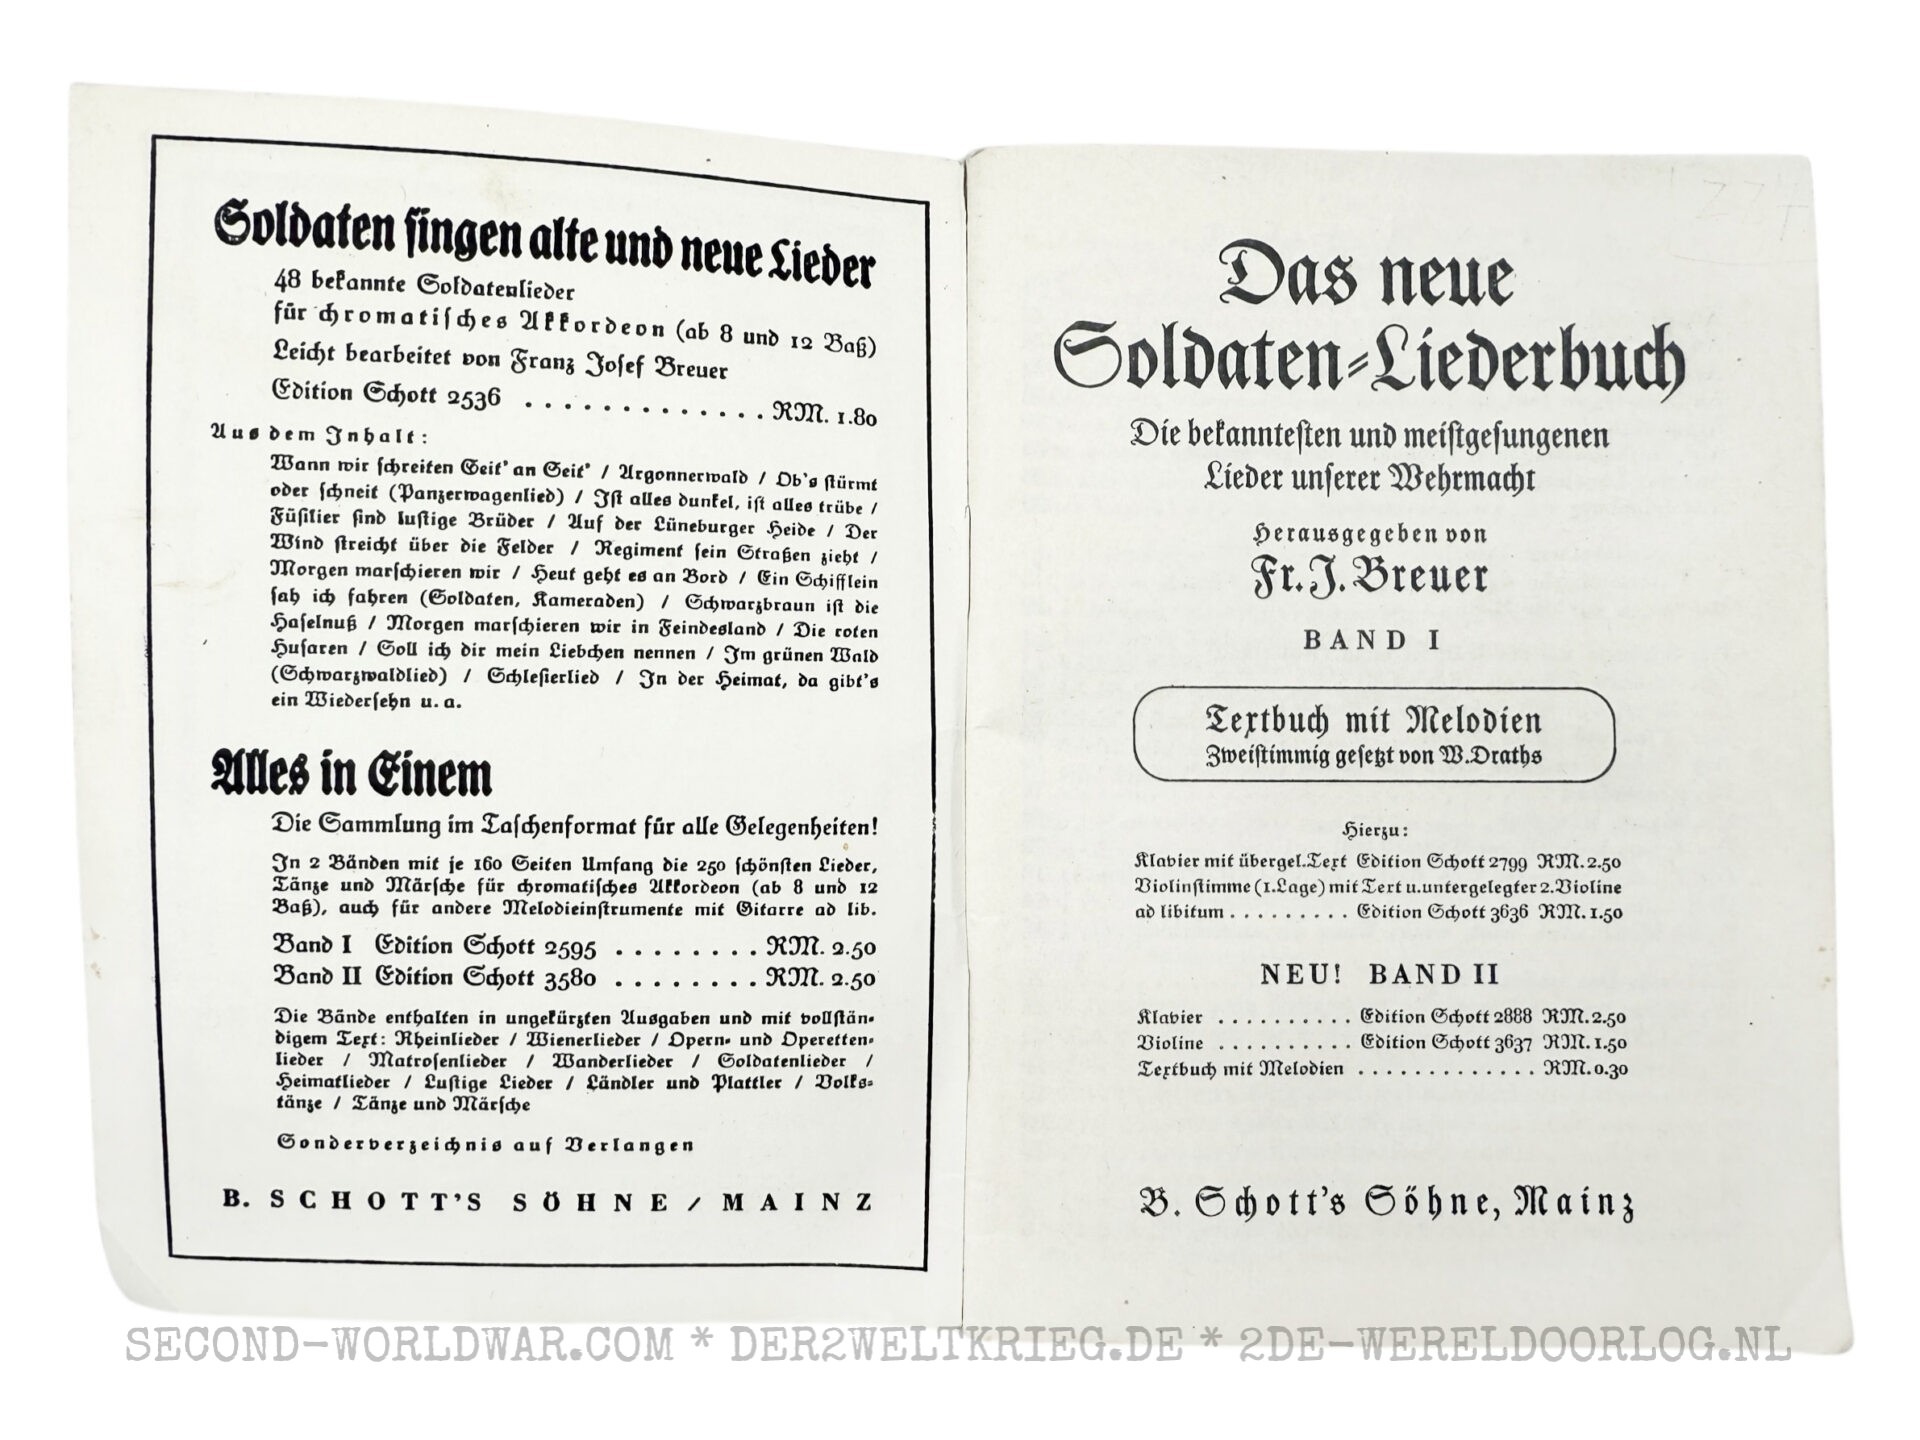 Soldaten singen alte und neue Lieder
48 bekannte Soldatenlieder
für chromatisches Akkordeon (ab 8 und 12 Baß)
Leicht bearbeitet von Franz Josef Breuer
Edition Schott 2536 . . . . . . . . . . . . . RM. 1.80
Aus dem Inhalt:
Wann wir schreiten Seit' an Seit' / Argonnerwald / Ob's stürmt
oder schneit (Panzerwagenlied) / Ist alles dunkel, ist alles trübe /
Füsilier sind lustige Brüder / Auf der Lüneburger Heide / Der
Wind streicht über die Felder / Regiment sein Straßen zieht /
Morgen marschieren wir / Heut geht es an Bord / Ein Schifflein
sah ich fahren (Soldaten, Kameraden) / Schwarzbraun ist die
Haselnuß / Morgen marschieren wir in Feindesland / Die roten
Husaren / Soll ich dir mein Liebchen nennen / Im grünen Wald
(Schwarzwaldlied) / Schlesierlied / In der Heimat, da gibt's
ein Wiedersehn u. a.
Alles in Einem
Die Sammlung im Taschenformat für alle Gelegenheiten!
In 2 Bänden mit je 160 Seiten Umfang die 250 schönsten Lieder,
Tänze und Märsche für chromatisches Akkordeon (ab 8 und 12
Baß), auch für andere Melodieinstrumente mit Gitarre ad lib.
Band I Edition Schott 2595 . . . . . . . . RM. 2.50
Band II Edition Schott 3580 . . . . . . . . RM. 2.50
Die Bände enthalten in ungekürzten Ausgaben und mit vollstän-
digem Text: Rheinlieder / Wienerlieder / Opern- und Operetten-
lieder / Matrosenlieder / Wanderlieder / Soldatenlieder /
Heimatlieder / Lustige Lieder / Ländler und Plattler / Volks-
tänze / Tänze und Märsche
Sonderverzeichnis auf Verlangen
B. SCHOTT'S SÖHNE / MAINZ
Das neue
Soldaten-Liederbuch
Die bekanntesten und meistgesungenen
Lieder unserer Wehrmacht
Herausgegeben von
Fr. J. Breuer
BAND I
Textbuch mit Melodien
Zweistimmig gesetzt von W. Draths
Hierzu:
Klavier mit übergel. Text Edition Schott 2799 RM. 2.50
Violinstimme (1. Lage) mit Text u. untergelegter 2. Violine
ad libitum . . . . . . . . . Edition Schott 3636 RM. 1.50
NEU! BAND II
Klavier . . . . . . . . . . Edition Schott 2888 RM. 2.50
Violine . . . . . . . . . . Edition Schott 3637 RM. 1.50
Textbuch mit Melodien . . . . . . . . . . . . . RM. 0.30
B. Schott's Söhne, Mainz
SECOND-WORLDWAR.COM * DER2WELTKRIEG.DE * 2DE-WERELDOORLOG.NL